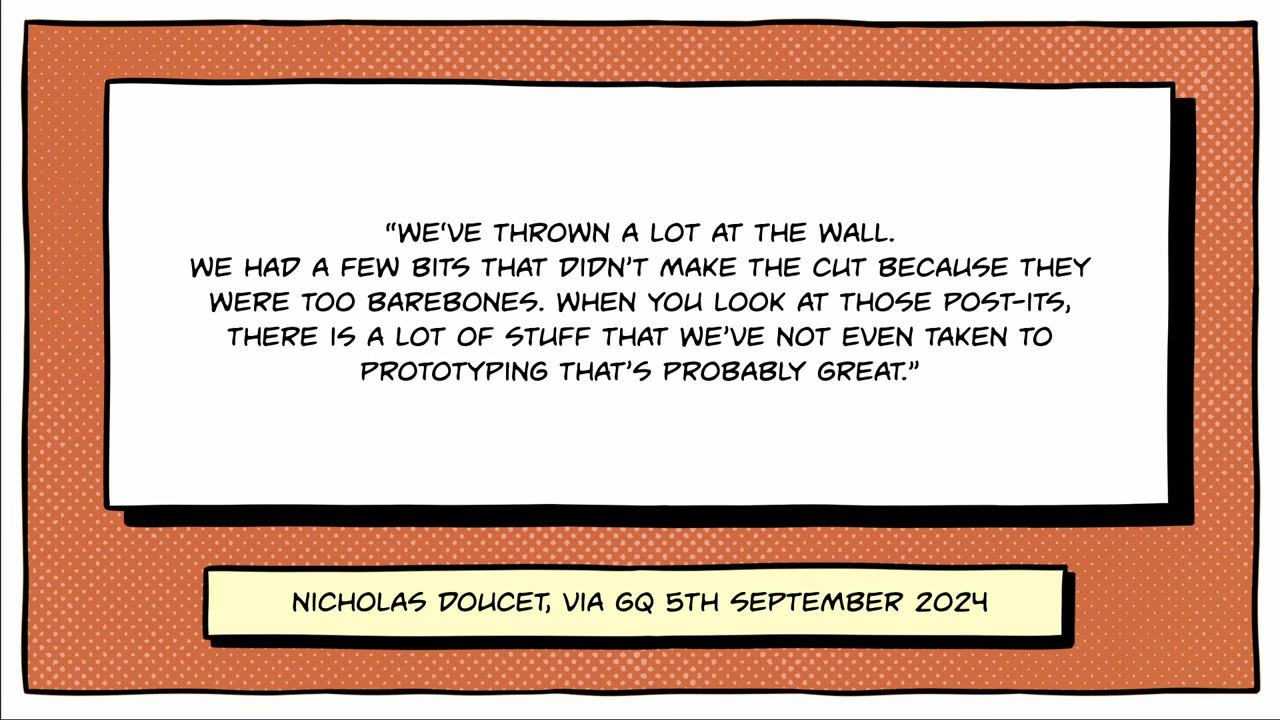 “WE‘VE THROWN A LOT AT THE WALL.
WE HAD A FEW BITS THAT DIDN’T MAKE THE CUT BECAUSE THEY
WERE TOO BAREBONES. WHEN YOU LOOK AT THOSE POST-ITS,
THERE IS A LOT OF STUFF THAT WE’VE NOT EVEN TAKEN TO
PROTOTYPING THAT’S PROBABLY GREAT.”
NICHOLAS DOUCET, VIA GQ 5TH SEPTEMBER 2024